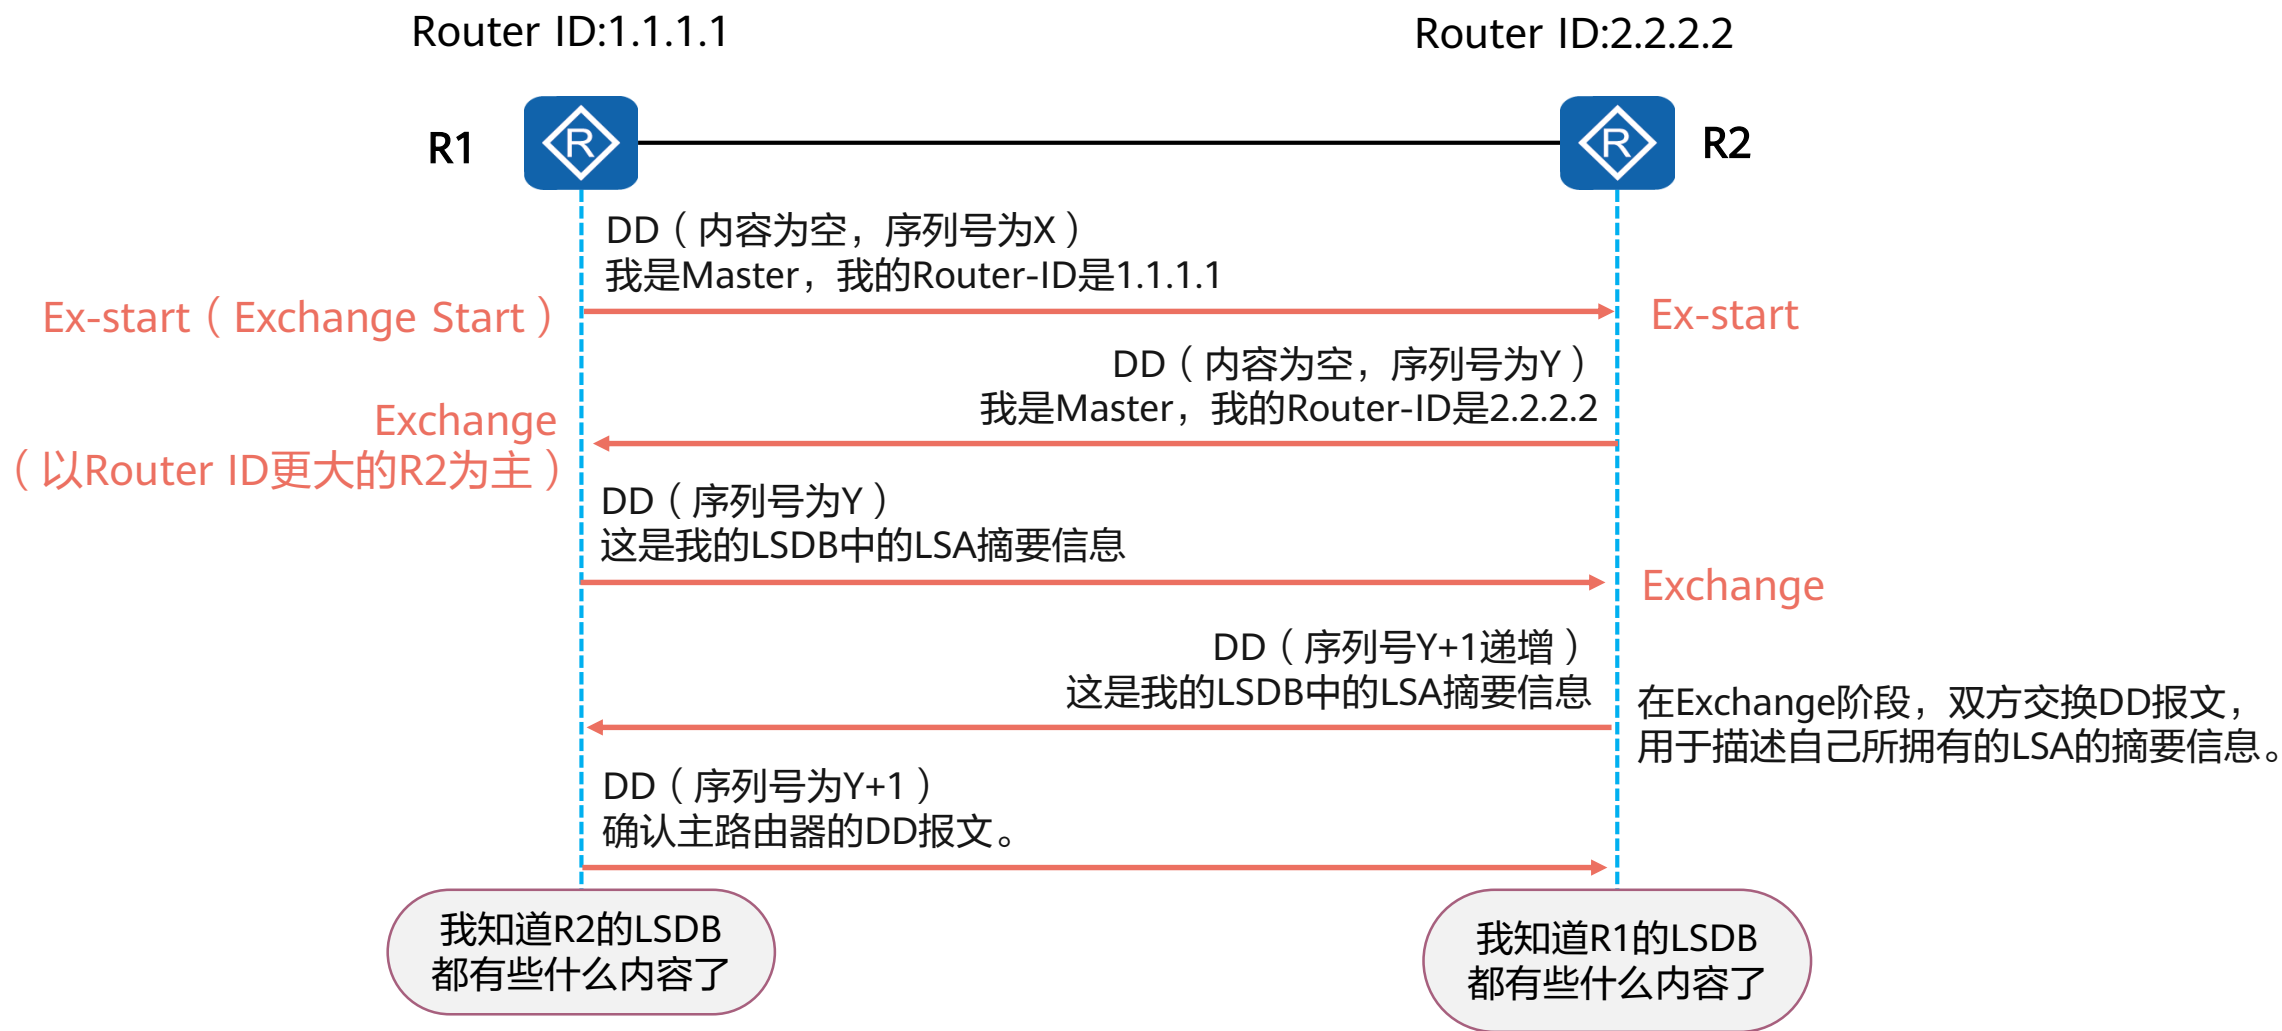 Router ID:1.1.1.1
Router ID:2.2.2.2
R1
R
R
R2
DD（内容为空，序列号为X）
我是Master，我的Router-ID是1.1.1.1
Ex-start（Exchange Start）
Ex-start
DD（内容为空，序列号为Y）
我是Master，我的Router-ID是2.2.2.2
Exchange
（以Router ID更大的R2为主）
DD（序列号为Y）
这是我的LSDB中的LSA摘要信息
Exchange
DD（序列号Y+1递增）
这是我的LSDB中的LSA摘要信息
在Exchange阶段，双方交换DD报文，
用于描述自己所拥有的LSA的摘要信息。
DD（序列号为Y+1）
确认主路由器的DD报文。
我知道R2的LSDB
都有些什么内容了
我知道R1的LSDB
都有些什么内容了